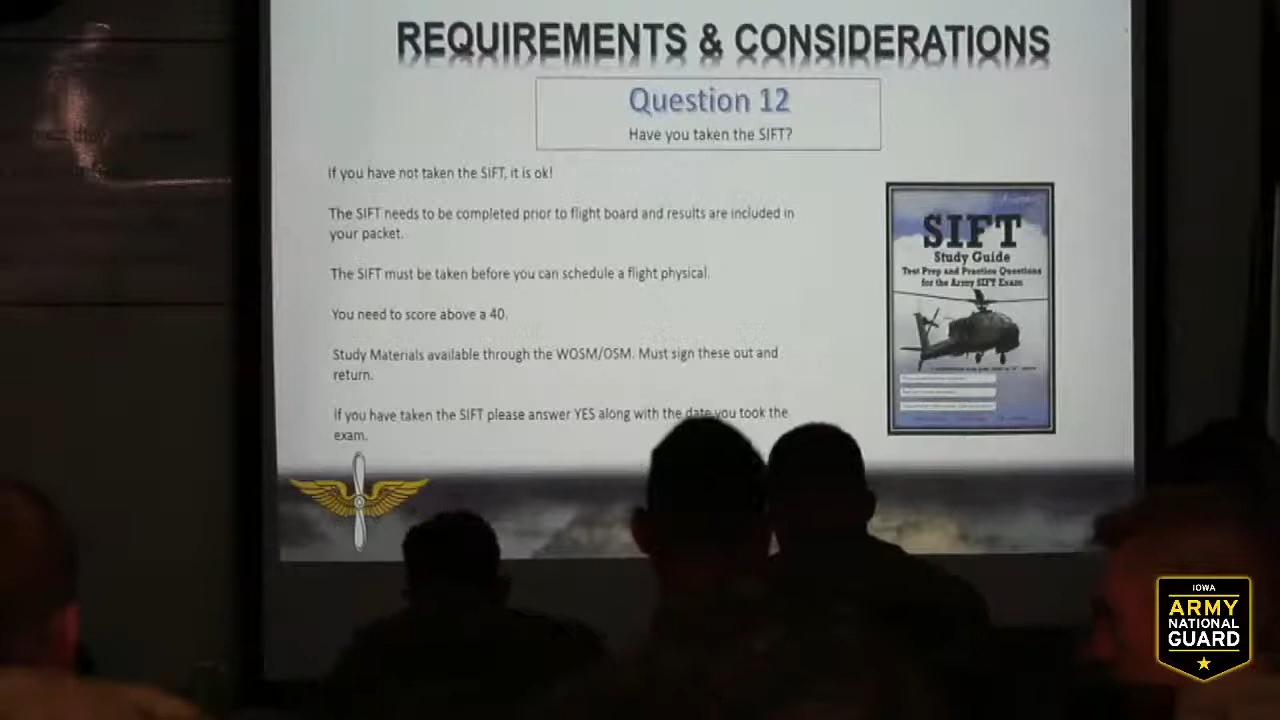 REQUIREMENTS & CONSIDERATIONS
Question 12
Have you taken the SIFT?
If you have not taken the SIFT, it is ok!
The SIFT needs to be completed prior to flight board and results are included in
your packet.
The SIFT must be taken before you can schedule a flight physical.
You need to score above a 40.
Study Materials available through the WOSM/OSM. Must sign these out and
return.
If you have taken the SIFT please answer YES along with the date you took the
exam.
SIFT
Study Guide
Test Prep and Practice Questions
for the Army SIFT Exam
IOWA
ARMY
NATIONAL
GUARD